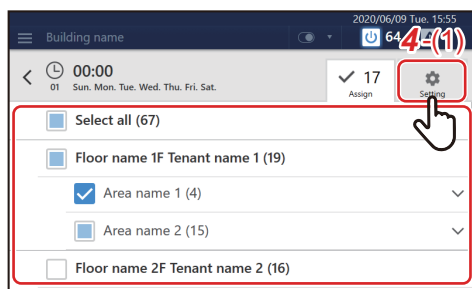 2020/06/09 Tue. 15:55
Building name
64
4-(1)
00:00
01 Sun. Mon. Tue. Wed. Thu. Fri. Sat.
17
Assign
Setting
Select all (67)
Floor name 1F Tenant name 1 (19)
Area name 1 (4)
Area name 2 (15)
Floor name 2F Tenant name 2 (16)